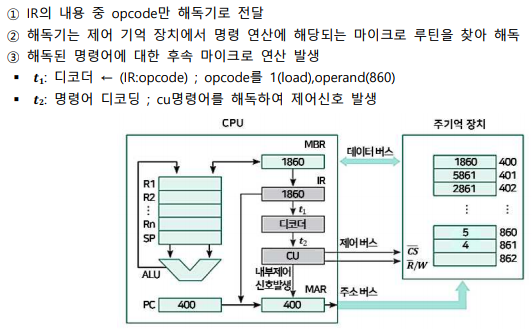 ① IR의 내용 중 opcode만 해독기로 전달
② 해독기는 제어 기억 장치에서 명령 연산에 해당되는 마이크로 루틴을 찾아 해독
③ 해독된 명령어에 대한 후속 마이크로 연산 발생
▪ t₁: 디코더 ← (IR:opcode) ; opcode를 1(load),operand(860)
▪ t₂: 명령어 디코딩 ; cu명령어를 해독하여 제어신호 발생
CPU
주기억 장치
MBR
1860
데이터 버스
1860 400
5861 401
2861 402
⋮
5 860
4 861
862
IR
1860
R1
R2
⋮
Rn
SP
t₁
디코더
t₂
CU
제어 버스
CS
R/W
ALU
내부제어
신호발생
MAR
PC
400
400
주소 버스